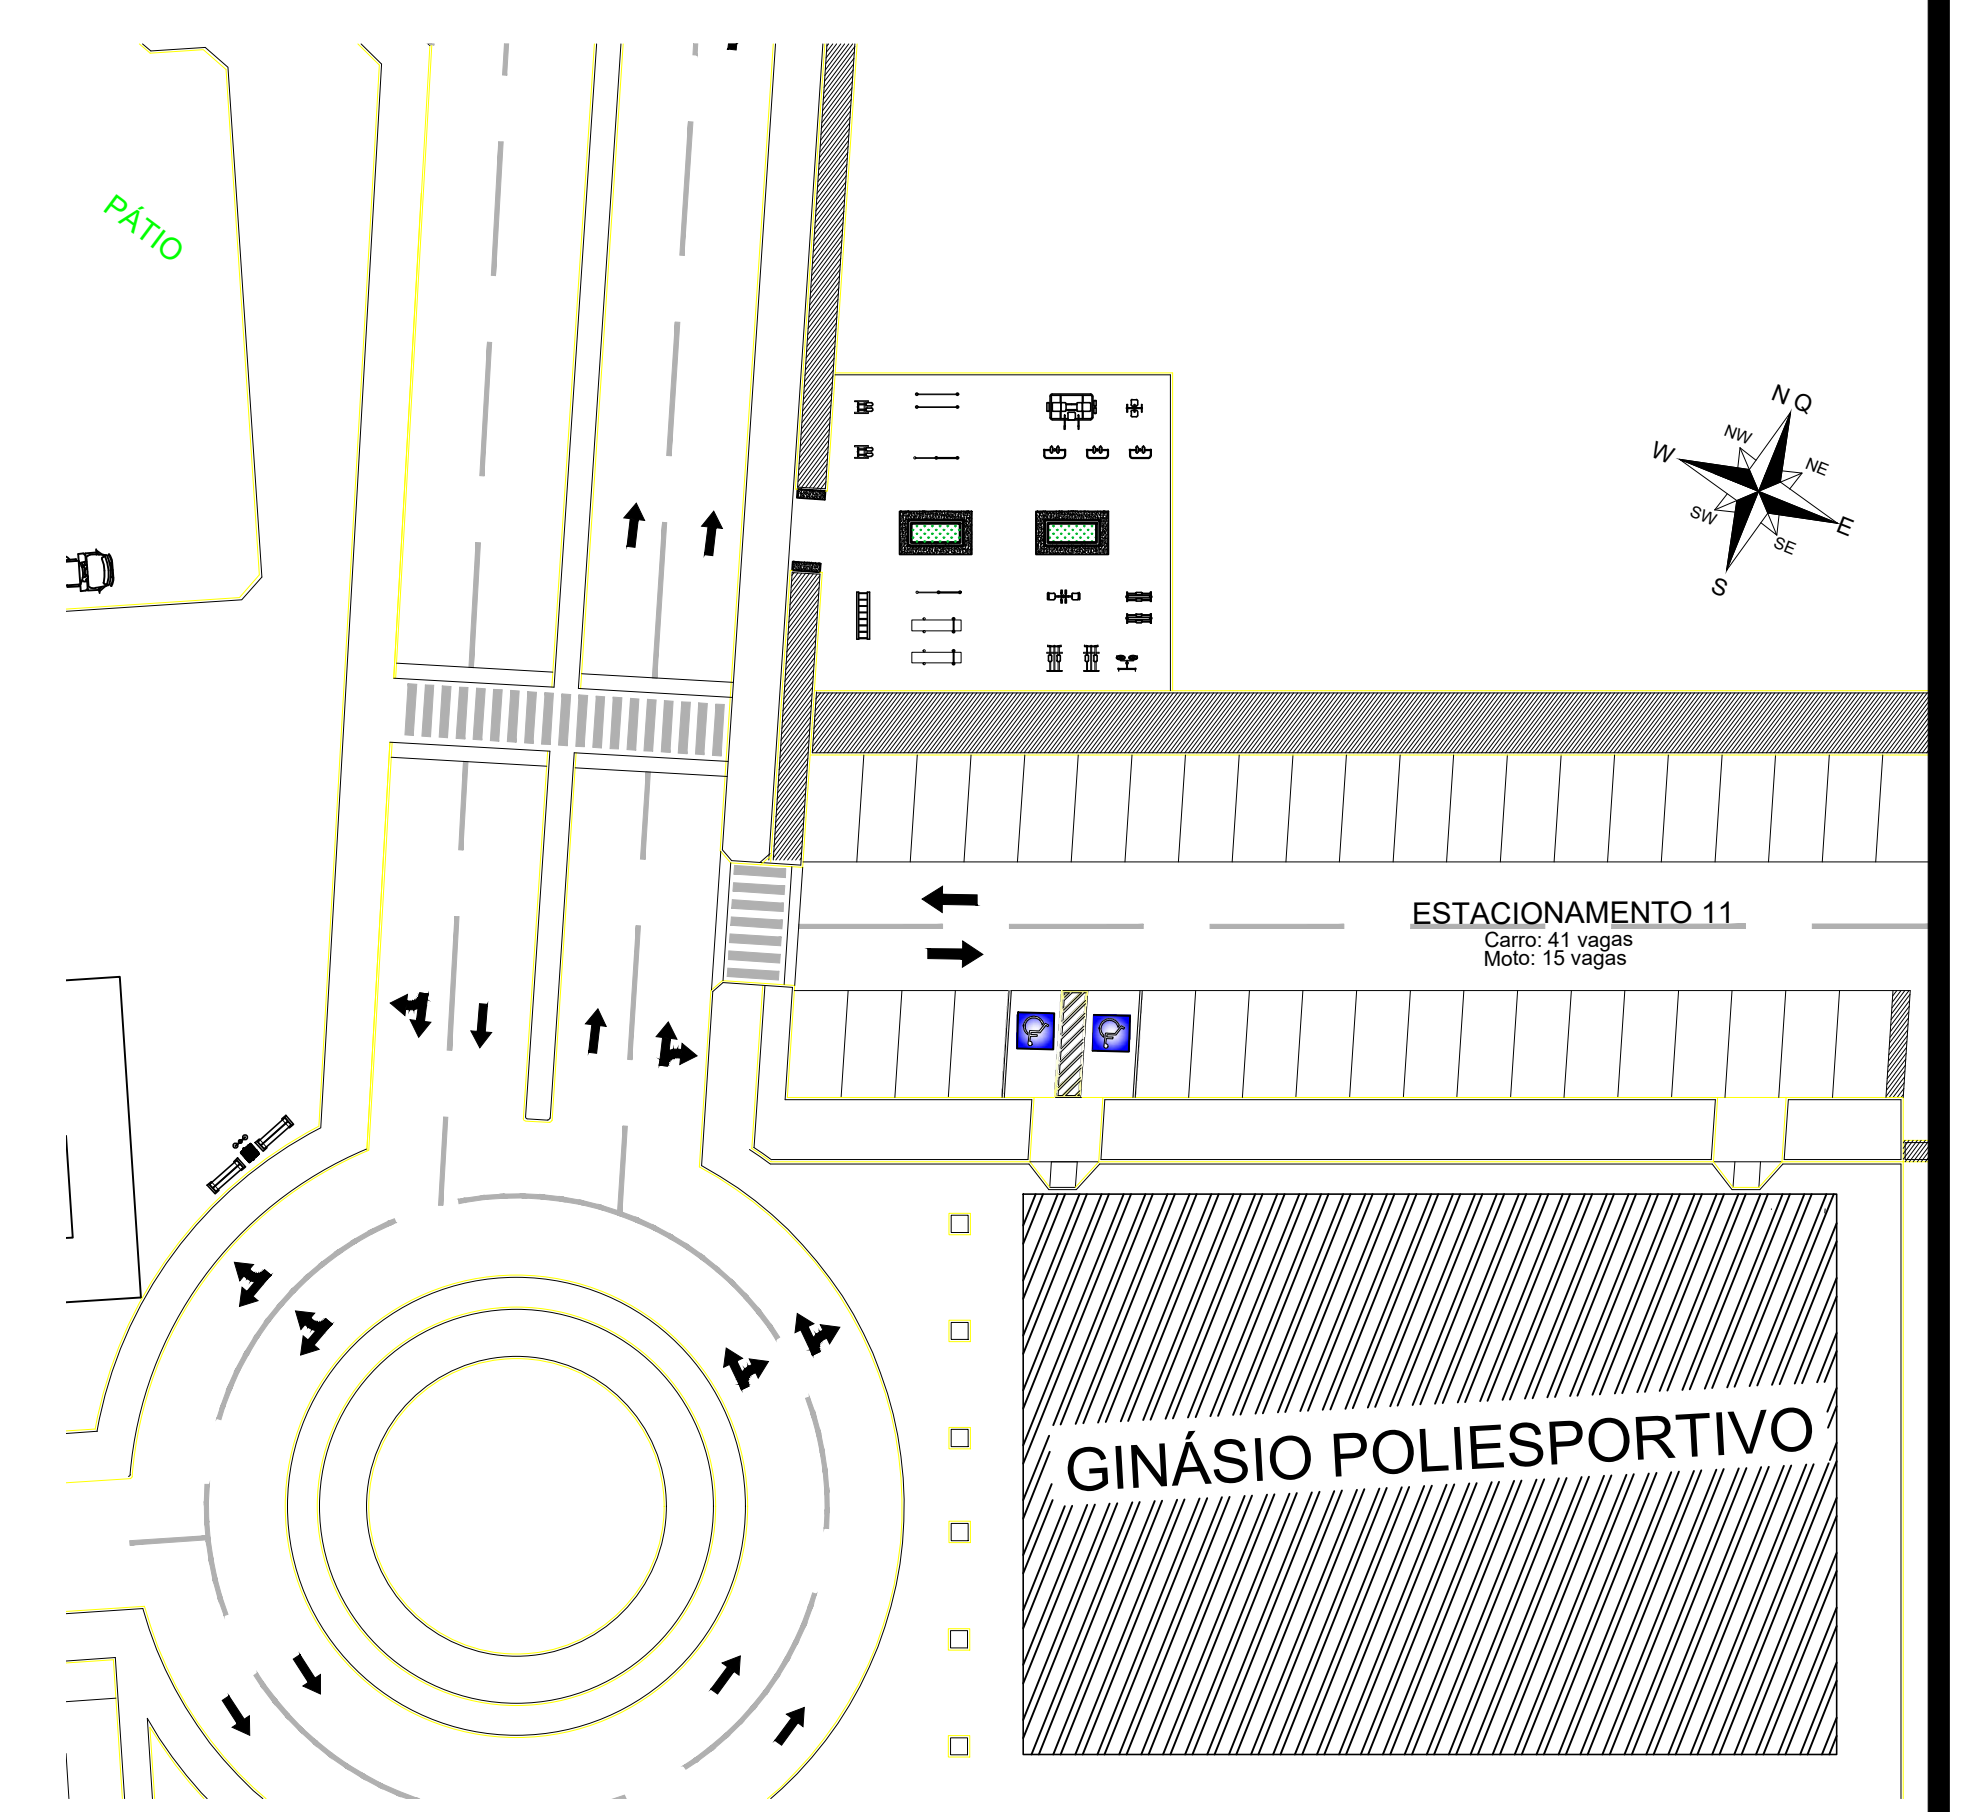 PÁTIO
N Q
NW
W
NE
SW
E
SE
S
ESTACIONAMENTO 11
Carro: 41 vagas
Moto: 15 vagas
GINÁSIO POLIESPORTIVO